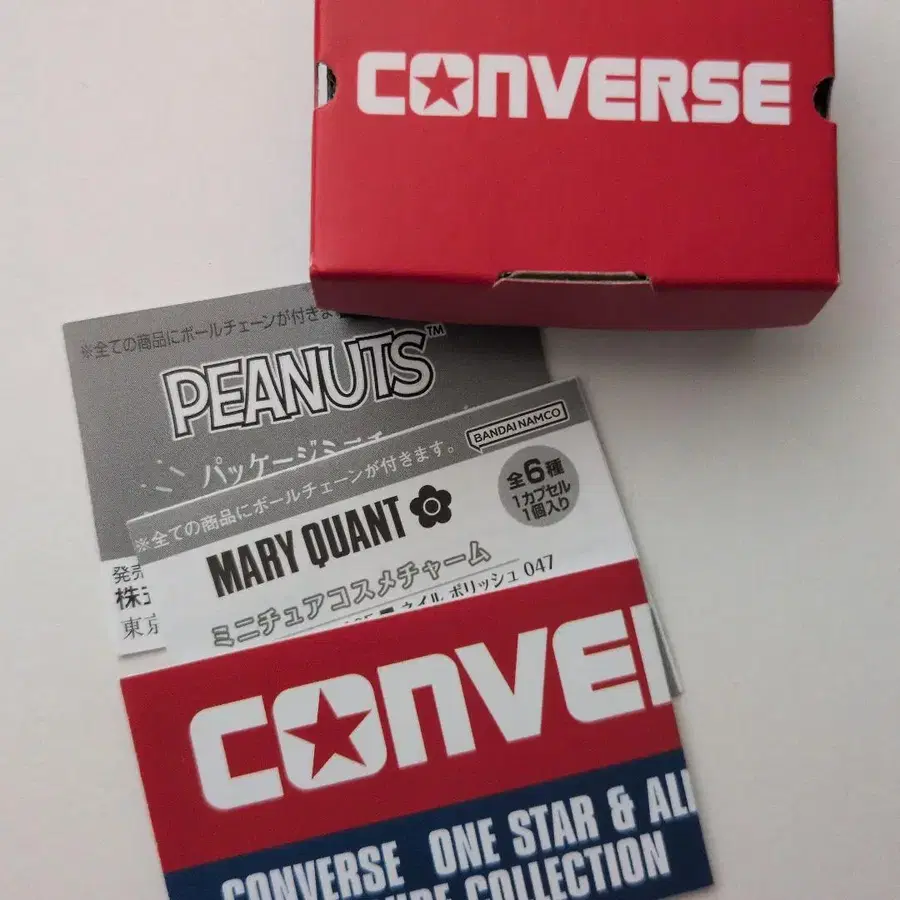 CONVERSE
※全ての商品にボールチェーンが付きま
PEANUTS™
パッケージミニチ
発売
株式
東京
BANDAI NAMCO
※全ての商品にボールチェーンが付きます。
全6種
1カプセル
1個入り
MARY QUANT
ミニチュアコスメチャーム
ネイル ポリッシュ 047
CONVE
CONVERSE ONE STAR & AL
COLLECTION